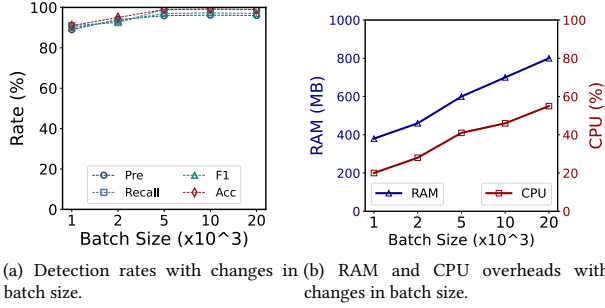 100
80
60
40
20
0
Rate (%)
Pre
Recall
F1
Acc
1 2 5 10 20
Batch Size (x10^3)
(a) Detection rates with changes in
batch size.
1000
800
600
400
200
0
RAM (MB)
100
80
60
40
20
0
CPU (%)
RAM
CPU
1 2 5 10 20
Batch Size (x10^3)
(b) RAM and CPU overheads with
changes in batch size.